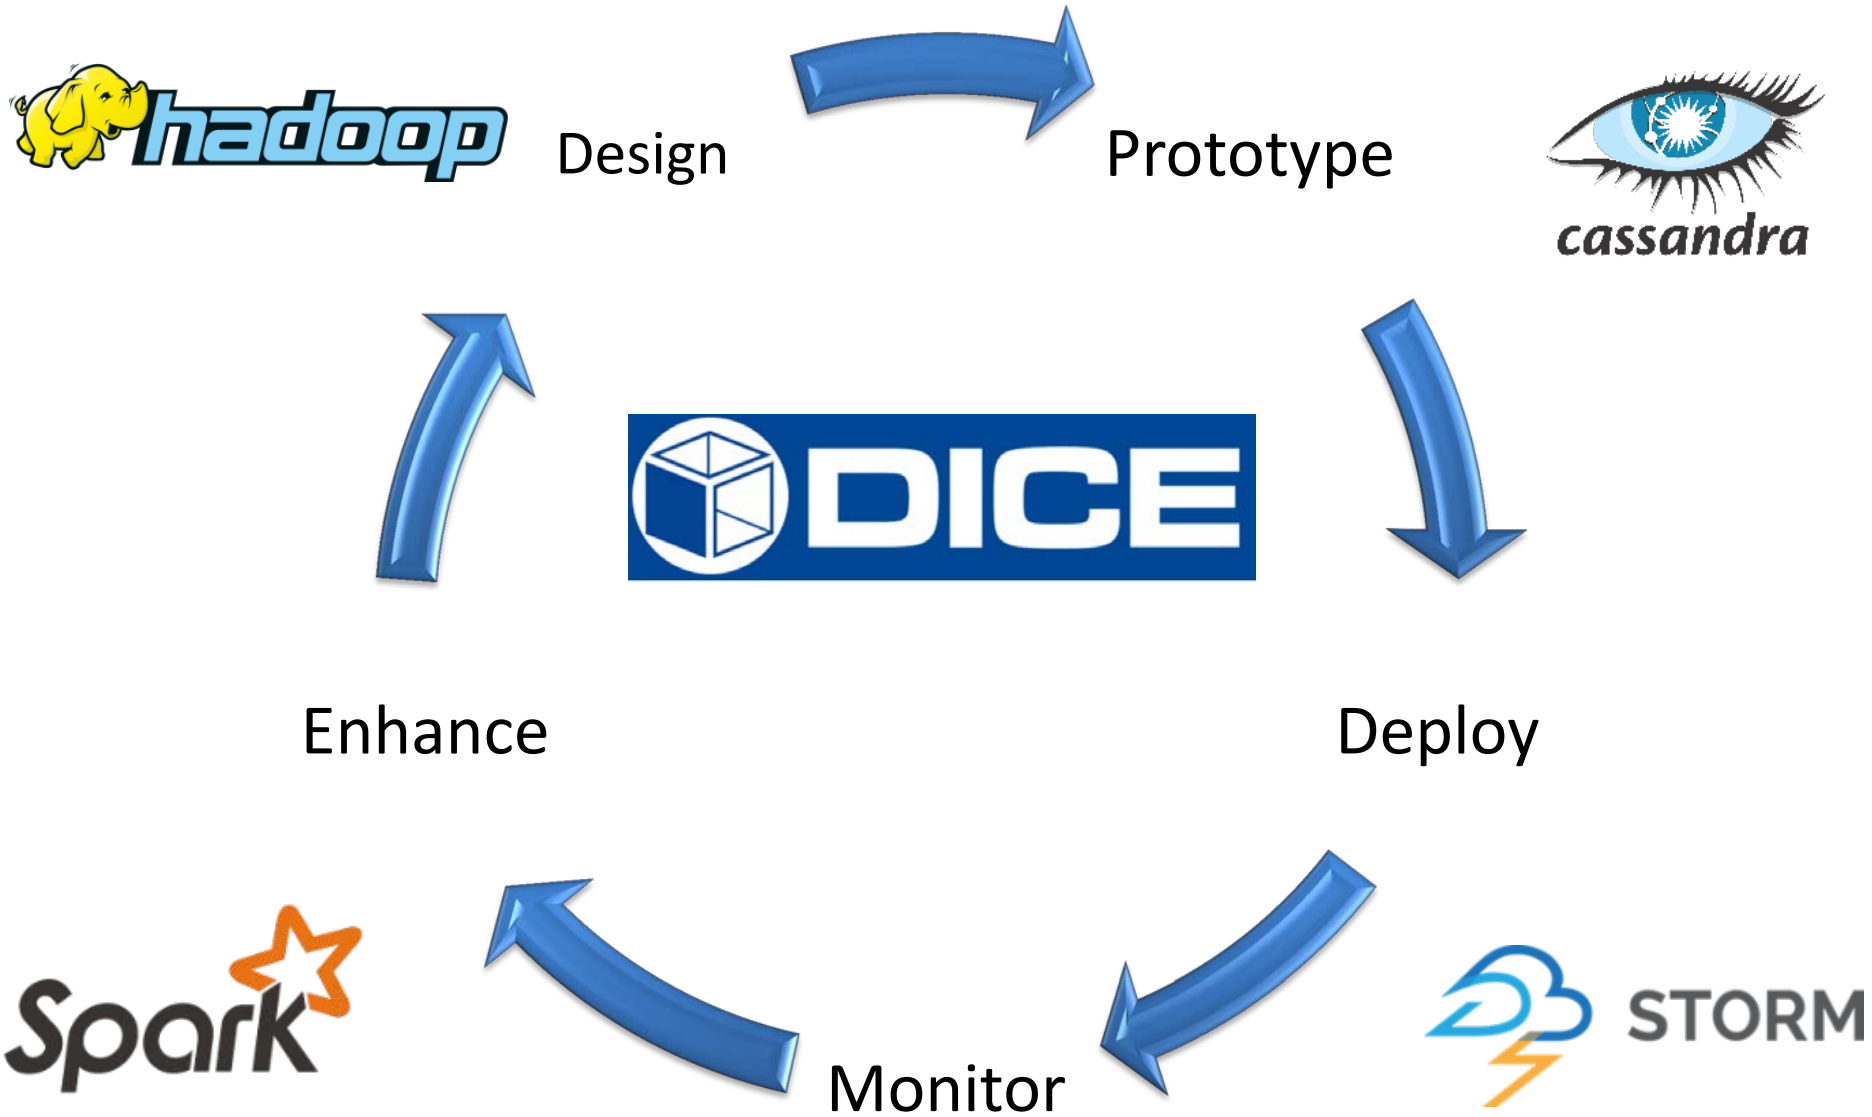 hadoop
Design
Prototype
cassandra
DICE
Enhance
Deploy
Spark
STORM
Monitor